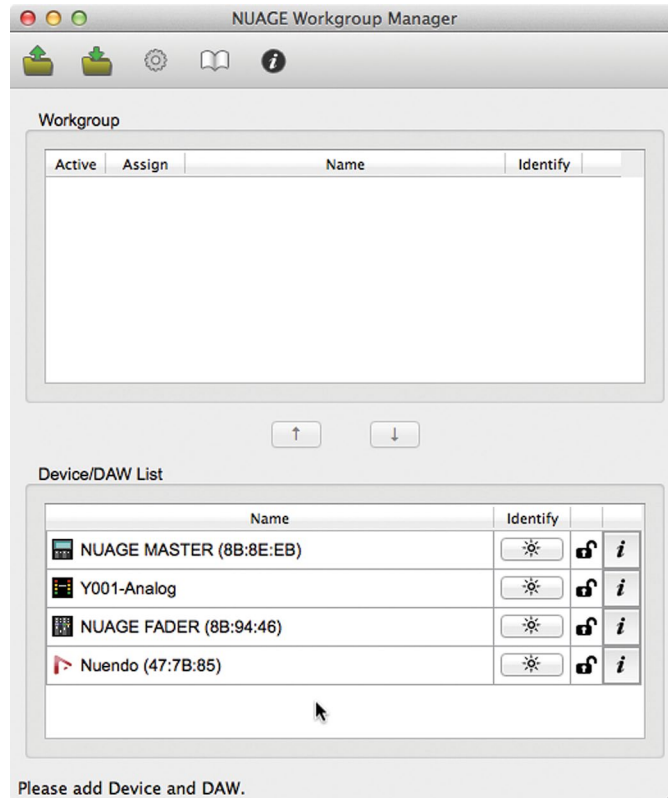 NUAGE Workgroup Manager
Workgroup
Active Assign Name Identify
Device/DAW List
Name Identify
NUAGE MASTER (8B:8E:EB)
Y001-Analog
NUAGE FADER (8B:94:46)
Nuendo (47:7B:85)
Please add Device and DAW.